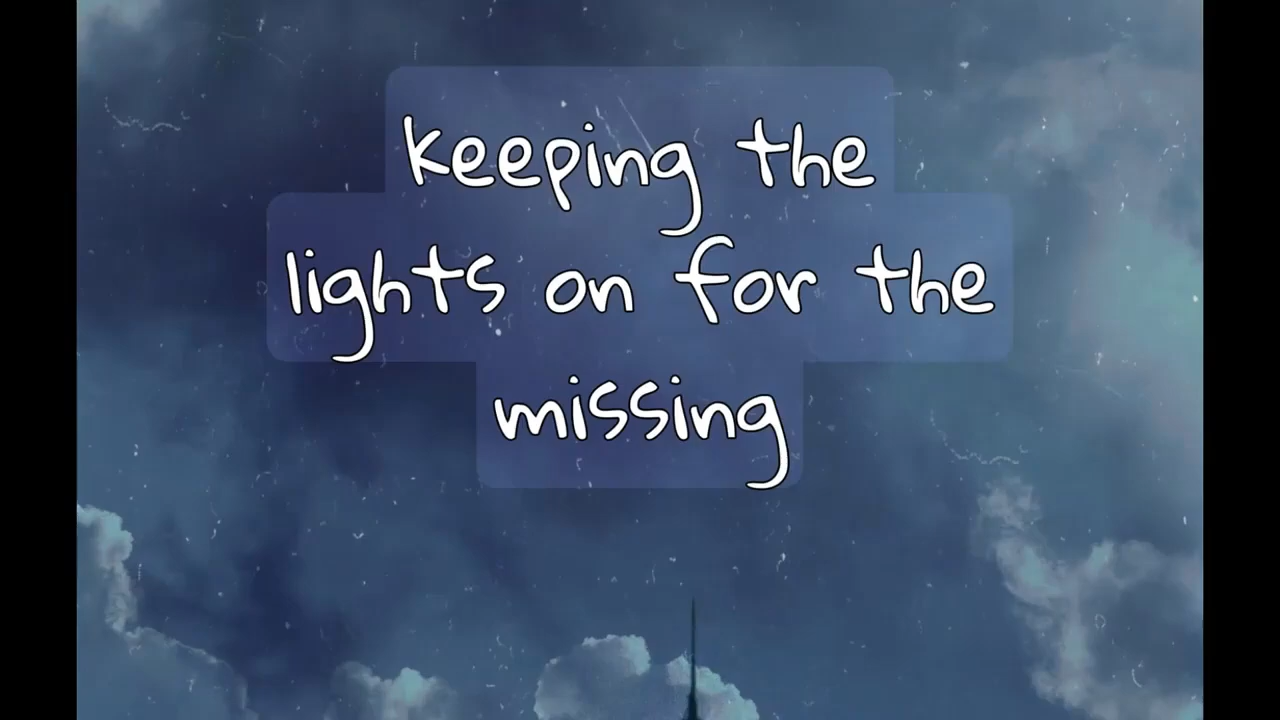 keeping the
lights on for the
missing